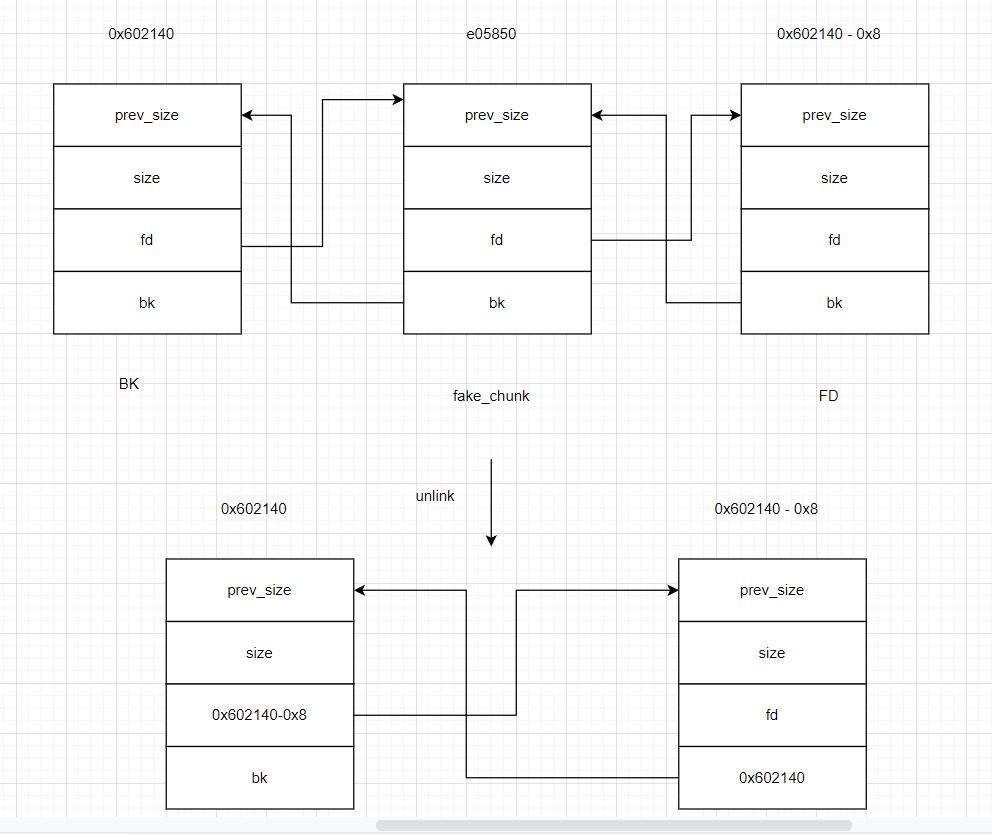 0x602140
e05850
0x602140 - 0x8
prev_size
prev_size
prev_size
size
size
size
fd
fd
fd
bk
bk
bk
BK
fake_chunk
FD
unlink
0x602140
0x602140 - 0x8
prev_size
prev_size
size
size
0x602140-0x8
fd
bk
0x602140